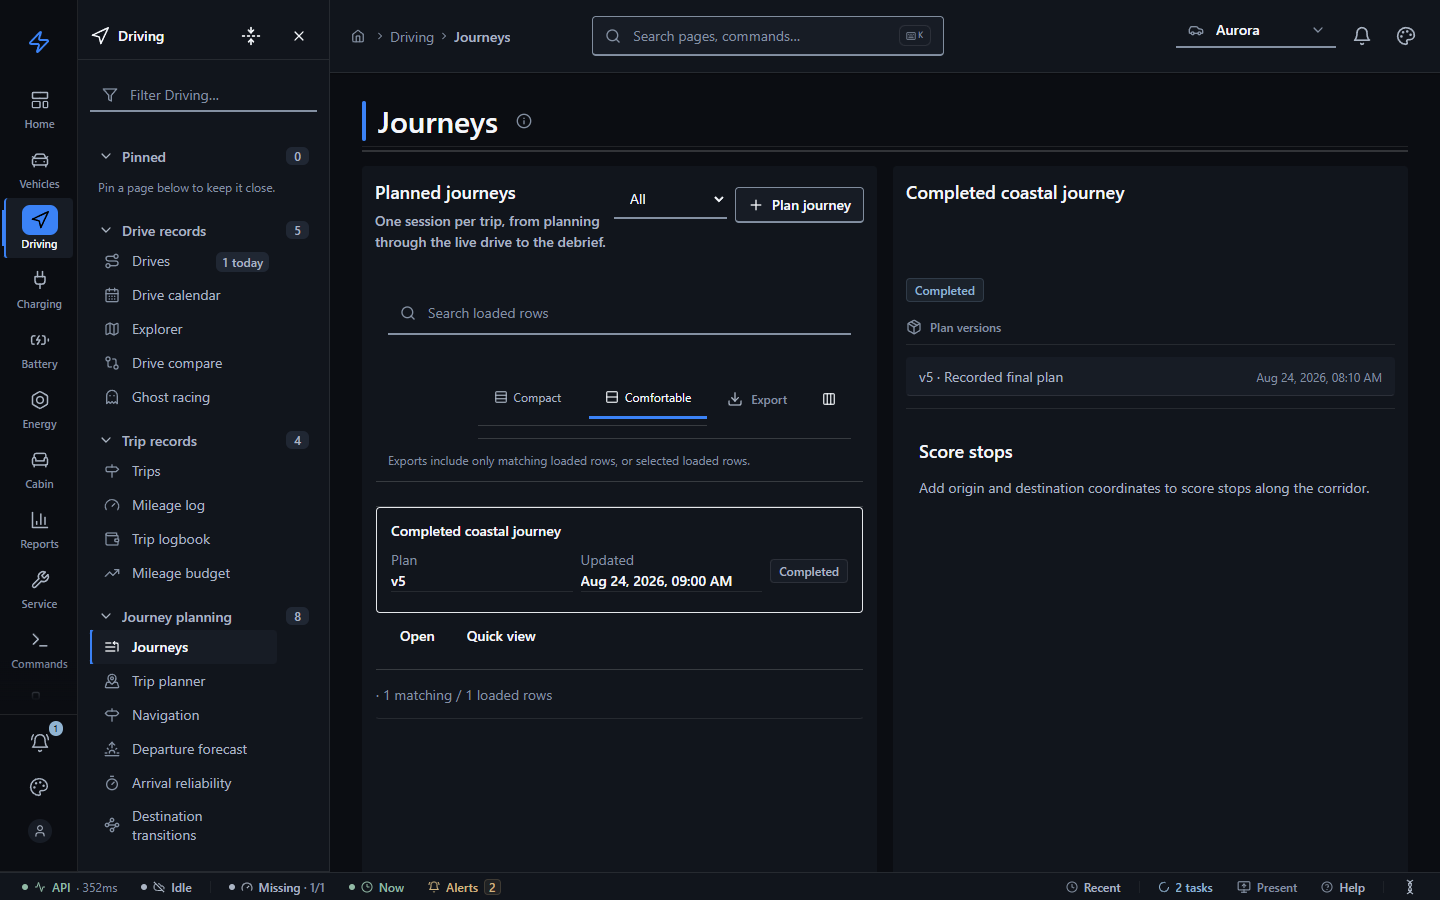 Home
Vehicles
Driving
Charging
Battery
Energy
Cabin
Reports
Service
Commands
1
Driving
Filter Driving...
Pinned 0
Pin a page below to keep it close.
Drive records 5
Drives 1 today
Drive calendar
Explorer
Drive compare
Ghost racing
Trip records 4
Trips
Mileage log
Trip logbook
Mileage budget
Journey planning 8
Journeys
Trip planner
Navigation
Departure forecast
Arrival reliability
Destination
transitions
Driving Journeys
Search pages, commands... K
Aurora
Journeys
Planned journeys
One session per trip, from planning
through the live drive to the debrief.
All
Plan journey
Search loaded rows
Compact Comfortable Export
Exports include only matching loaded rows, or selected loaded rows.
Completed coastal journey
Plan Updated
v5 Aug 24, 2026, 09:00 AM Completed
Open Quick view
· 1 matching / 1 loaded rows
Completed coastal journey
Completed
Plan versions
v5 · Recorded final plan Aug 24, 2026, 08:10 AM
Score stops
Add origin and destination coordinates to score stops along the corridor.
API · 352ms Idle Missing · 1/1 Now Alerts 2 Recent 2 tasks Present Help